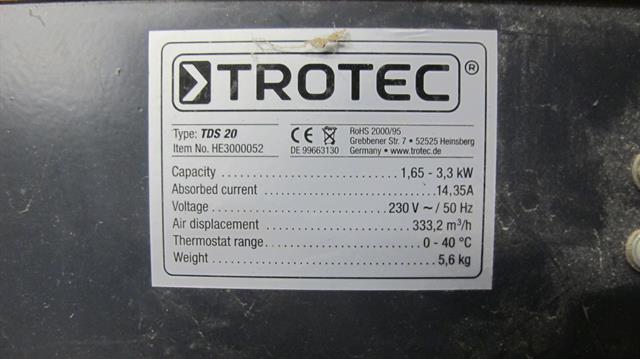 TROTEC®
Type: TDS 20
Item No. HE3000052
CE
DE 99663130
RoHS 2000/95
Grebbener Str. 7 • 52525 Heinsberg
Germany • www.trotec.de
Capacity ........ 1,65 - 3,3 kW
Absorbed current ........ 14,35A
Voltage ........ 230 V ~ / 50 Hz
Air displacement ........ 333,2 m³/h
Thermostat range ........ 0 - 40 °C
Weight ........ 5,6 kg